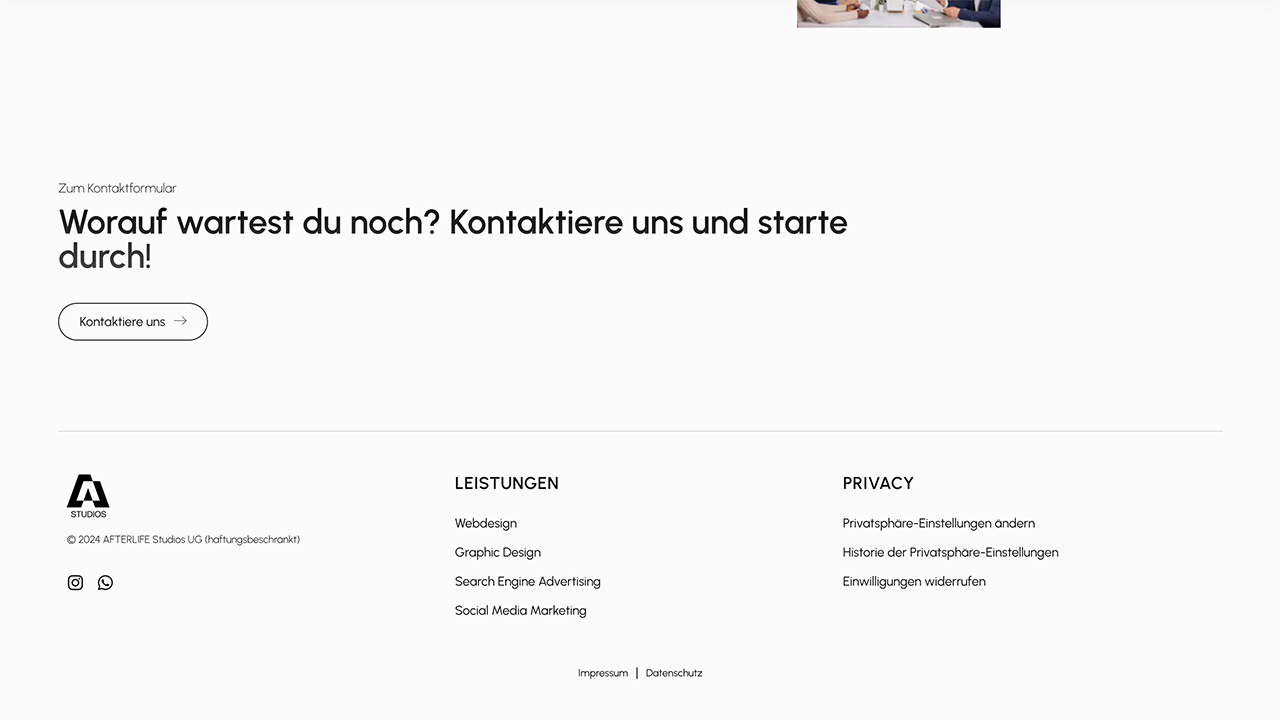 Zum Kontaktformular
Worauf wartest du noch? Kontaktiere uns und starte
durch!
Kontaktiere uns
STUDIOS
© 2024 AFTERLIFE Studios UG (haftungsbeschränkt)
LEISTUNGEN
Webdesign
Graphic Design
Search Engine Advertising
Social Media Marketing
PRIVACY
Privatsphäre-Einstellungen ändern
Historie der Privatsphäre-Einstellungen
Einwilligungen widerrufen
Impressum | Datenschutz